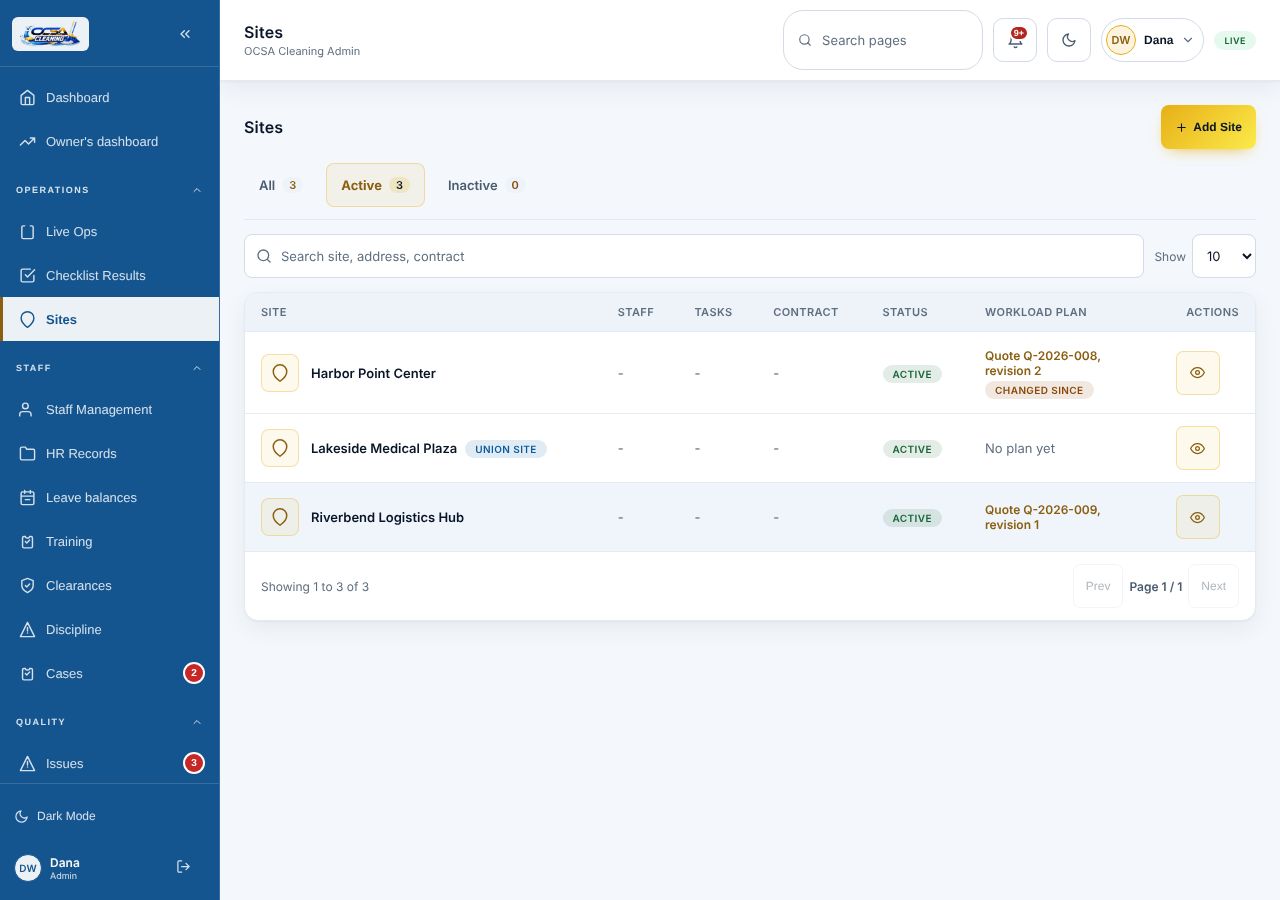 OCSA
CLEANING
Dashboard
Owner's dashboard
OPERATIONS
Live Ops
Checklist Results
Sites
STAFF
Staff Management
HR Records
Leave balances
Training
Clearances
Discipline
Cases 2
QUALITY
Issues 3
Dark Mode
DW Dana
Admin
Sites
OCSA Cleaning Admin
Search pages
9+
DW Dana
LIVE
Sites
+ Add Site
All 3 Active 3 Inactive 0
Search site, address, contract
Show 10
SITE STAFF TASKS CONTRACT STATUS WORKLOAD PLAN ACTIONS
Harbor Point Center - - - ACTIVE Quote Q-2026-008,
revision 2
CHANGED SINCE
Lakeside Medical Plaza UNION SITE - - - ACTIVE No plan yet
Riverbend Logistics Hub - - - ACTIVE Quote Q-2026-009,
revision 1
Showing 1 to 3 of 3
Prev Page 1 / 1 Next